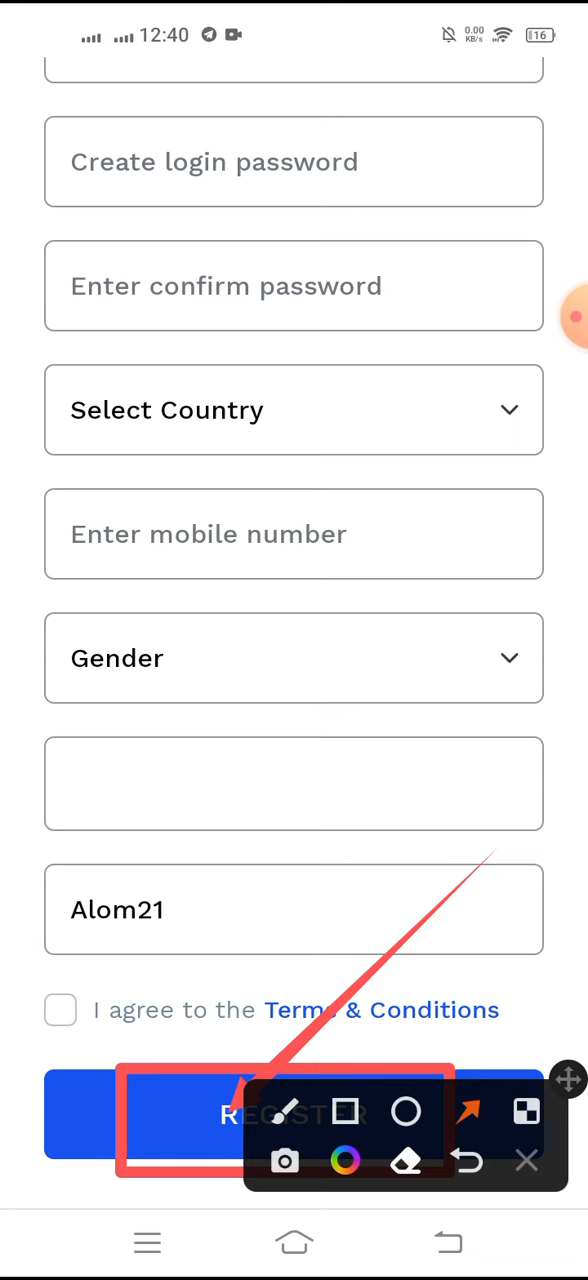 12:40 0.00 KB/s 16
Create login password
Enter confirm password
Select Country
Enter mobile number
Gender
Alom21
I agree to the Terms & Conditions
REGISTER